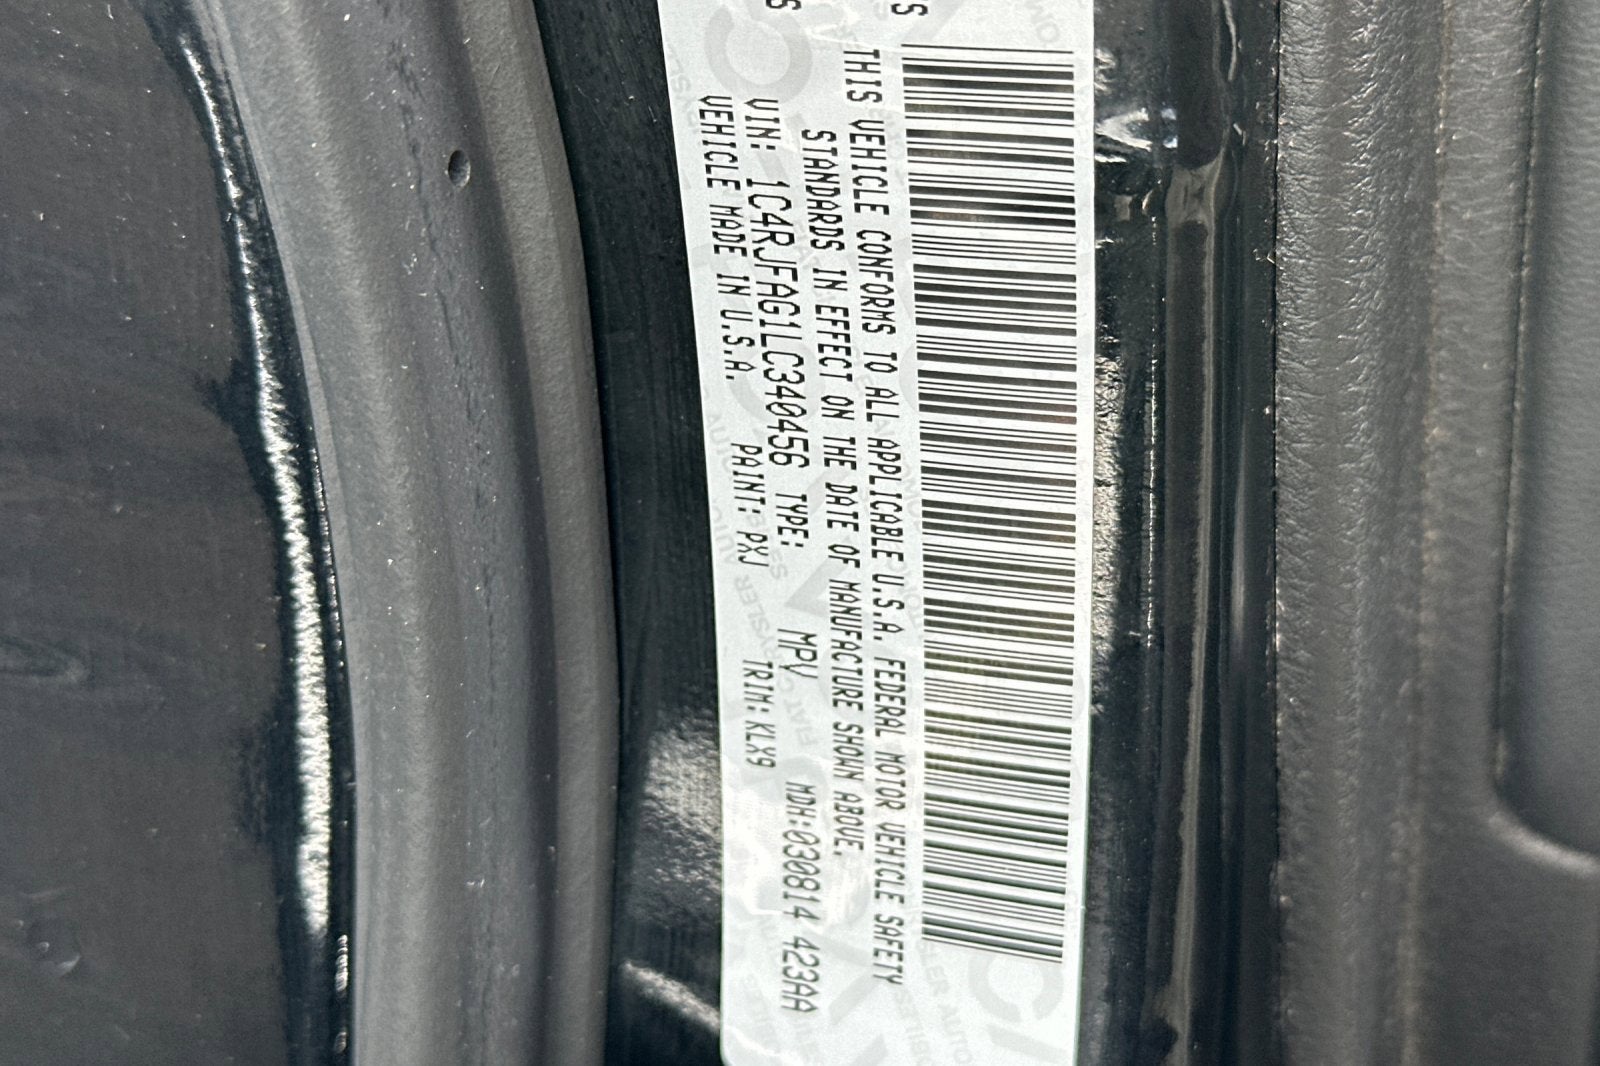 THIS VEHICLE CONFORMS TO ALL APPLICABLE U.S.A. FEDERAL MOTOR VEHICLE SAFETY
STANDARDS IN EFFECT ON THE DATE OF MANUFACTURE SHOWN ABOVE.
VIN: 1C4RJFAG1LC340456 TYPE: MPV MDH:030814 423AA
VEHICLE MADE IN U.S.A. PAINT: PXJ TRIM: KLX9